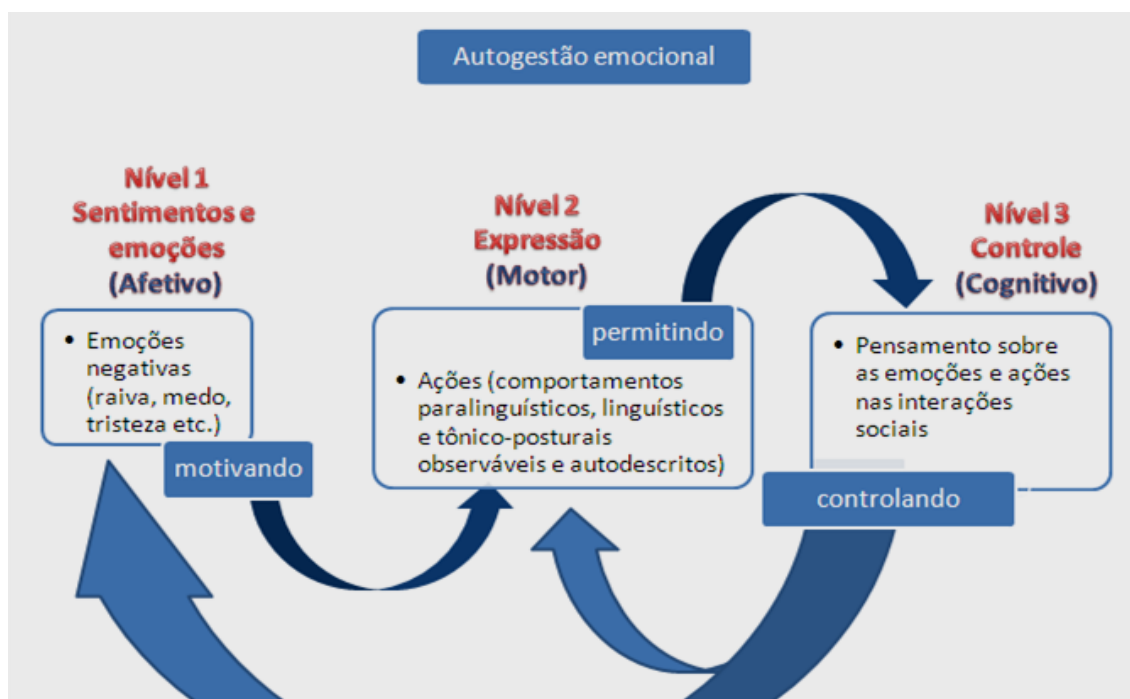 Autogestão emocional
Nível 1
Sentimentos e
emoções
(Afetivo)
• Emoções
negativas
(raiva, medo,
tristeza etc.)
motivando
Nível 2
Expressão
(Motor)
permitindo
• Ações (comportamentos
paralinguísticos, linguísticos
e tônico-posturais
observáveis e autodescritos)
Nível 3
Controle
(Cognitivo)
• Pensamento sobre
as emoções e ações
nas interações
sociais
controlando